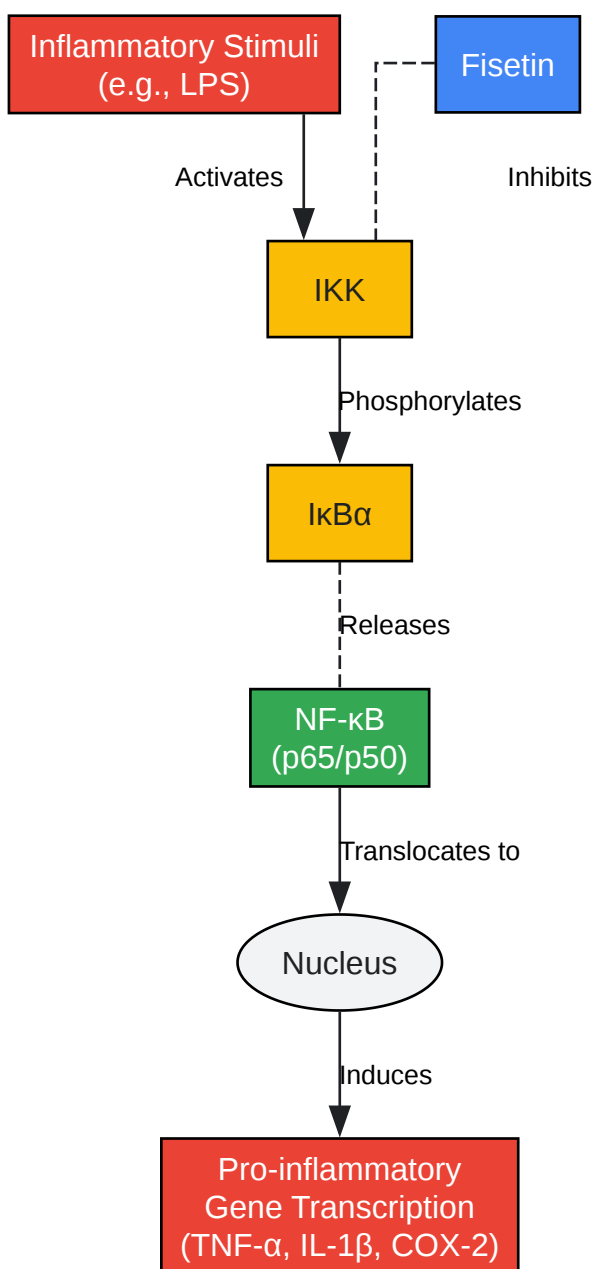 Inflammatory Stimuli
(e.g., LPS)
Fisetin
Activates
Inhibits
IKK
Phosphorylates
IκBα
Releases
NF-κB
(p65/p50)
Translocates to
Nucleus
Induces
Pro-inflammatory
Gene Transcription
(TNF-α, IL-1β, COX-2)